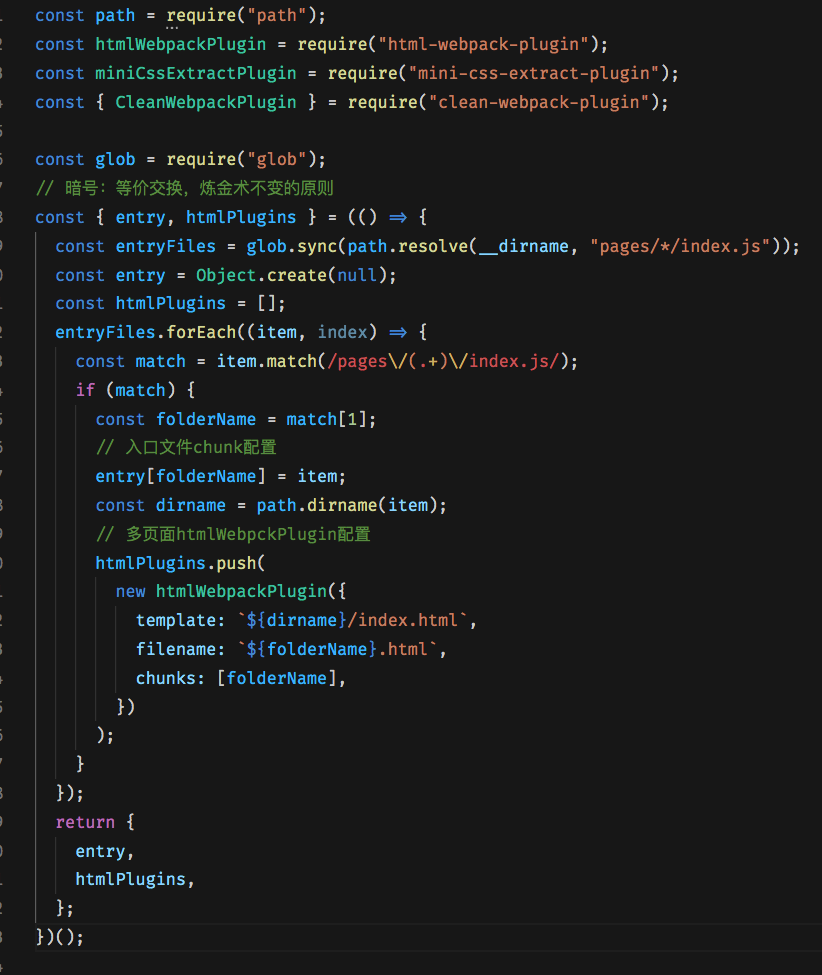 const path = require("path");
const htmlWebpackPlugin = require("html-webpack-plugin");
const miniCssExtractPlugin = require("mini-css-extract-plugin");
const { CleanWebpackPlugin } = require("clean-webpack-plugin");
const glob = require("glob");
// 暗号：等价交换，炼金术不变的原则
const { entry, htmlPlugins } = (() => {
const entryFiles = glob.sync(path.resolve(__dirname, "pages/*/index.js"));
const entry = Object.create(null);
const htmlPlugins = [];
entryFiles.forEach((item, index) => {
const match = item.match(/pages\/(.+)\/index.js/);
if (match) {
const folderName = match[1];
// 入口文件chunk配置
entry[folderName] = item;
const dirname = path.dirname(item);
// 多页面htmlWebpckPlugin配置
htmlPlugins.push(
new htmlWebpackPlugin({
template: `${dirname}/index.html`,
filename: `${folderName}.html`,
chunks: [folderName],
})
);
}
});
return {
entry,
htmlPlugins,
};
})();